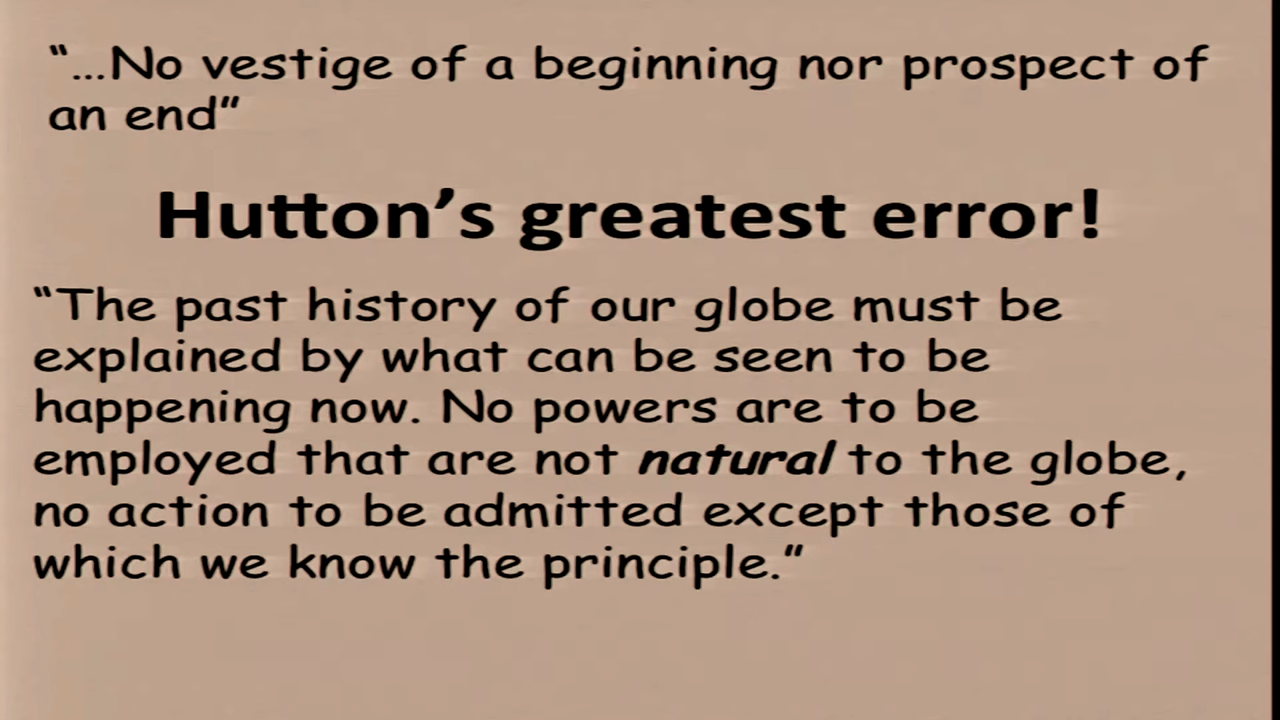 “...No vestige of a beginning nor prospect of
an end”
Hutton’s greatest error!
“The past history of our globe must be
explained by what can be seen to be
happening now. No powers are to be
employed that are not natural to the globe,
no action to be admitted except those of
which we know the principle.”